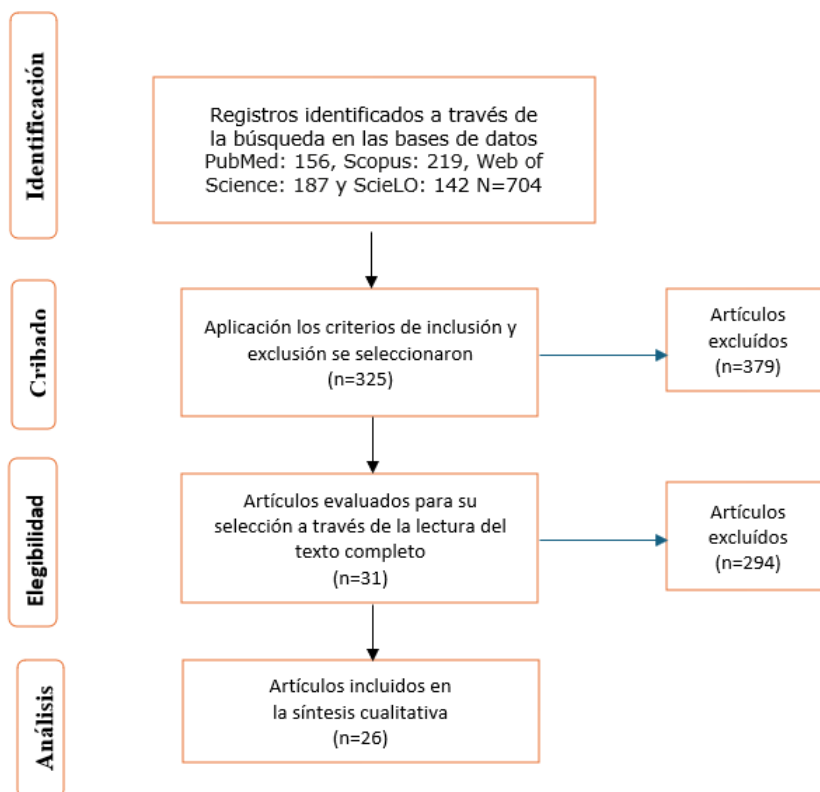 Identificación
Registros identificados a través de
la búsqueda en las bases de datos
PubMed: 156, Scopus: 219, Web of
Science: 187 y ScieLO: 142 N=704
Cribado
Aplicación los criterios de inclusión y
exclusión se seleccionaron
(n=325)
Artículos
excluídos
(n=379)
Elegibilidad
Artículos evaluados para su
selección a través de la lectura del
texto completo
(n=31)
Artículos
excluídos
(n=294)
Análisis
Artículos incluidos en
la síntesis cualitativa
(n=26)